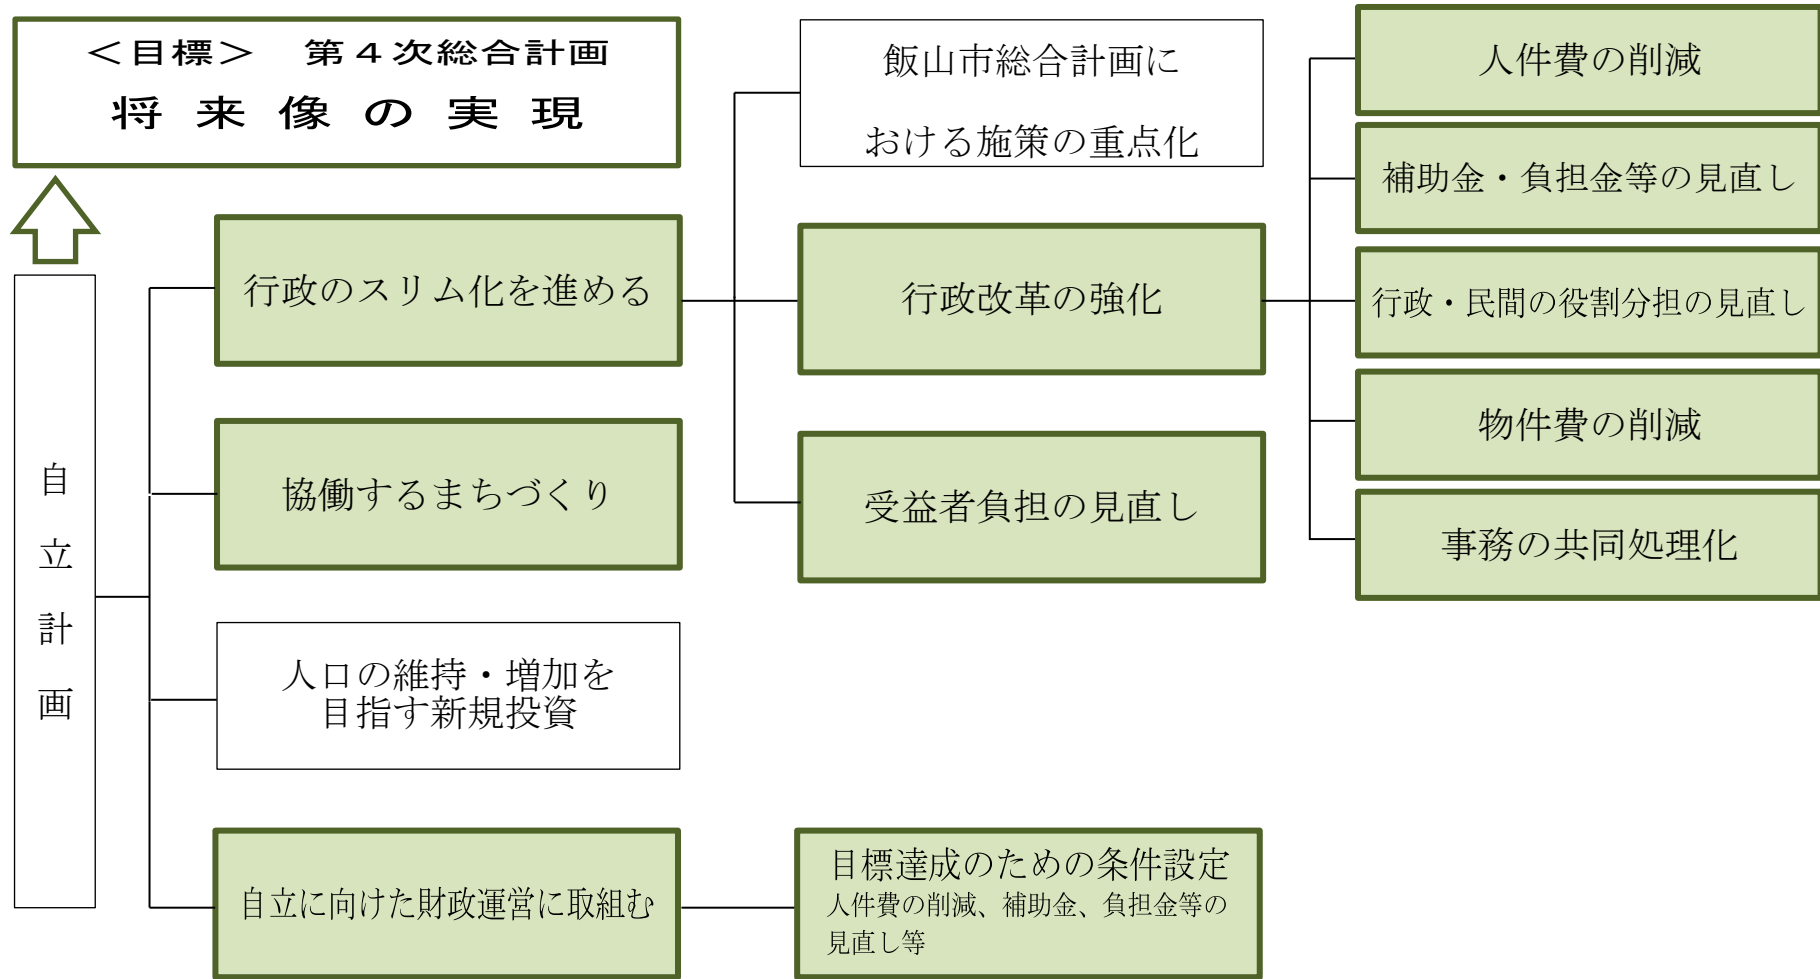 ＜目標＞　第４次総合計画
将来像の実現
自立計画
行政のスリム化を進める
協働するまちづくり
人口の維持・増加を
目指す新規投資
自立に向けた財政運営に取組む
飯山市総合計画に
おける施策の重点化
行政改革の強化
受益者負担の見直し
目標達成のための条件設定
人件費の削減、補助金、負担金等の
見直し等
人件費の削減
補助金・負担金等の見直し
行政・民間の役割分担の見直し
物件費の削減
事務の共同処理化